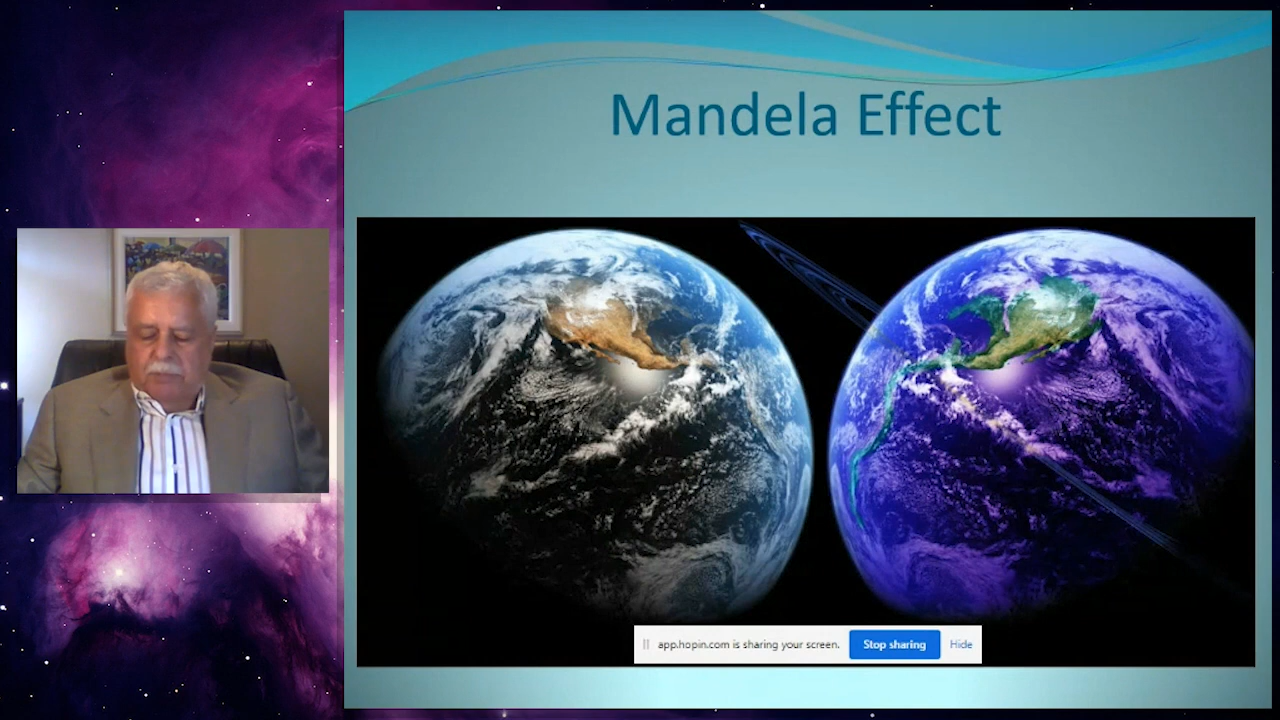 Mandela Effect
app.hopin.com is sharing your screen. Stop sharing Hide